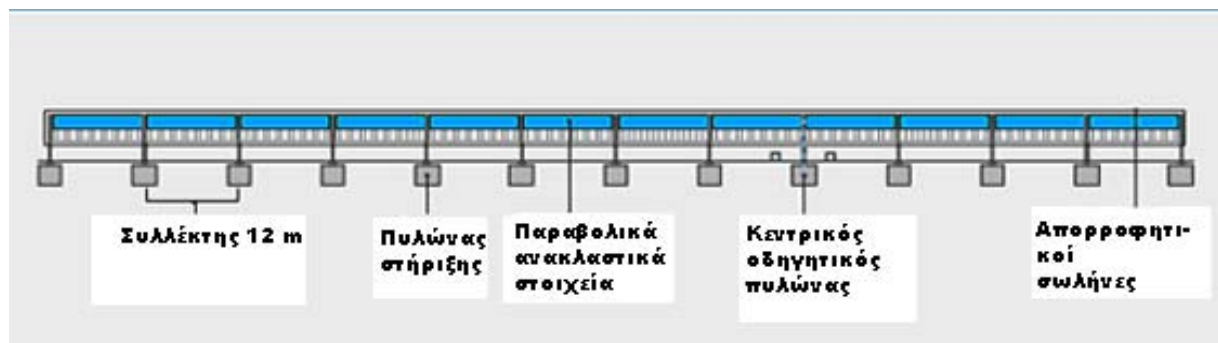 Συλλέκτης 12 m
Πυλώνας
στήριξης
Παραβολικά
ανακλαστικά
στοιχεία
Κεντρικός
οδηγητικός
πυλώνας
Απορροφητι-
κοί
σωλήνες